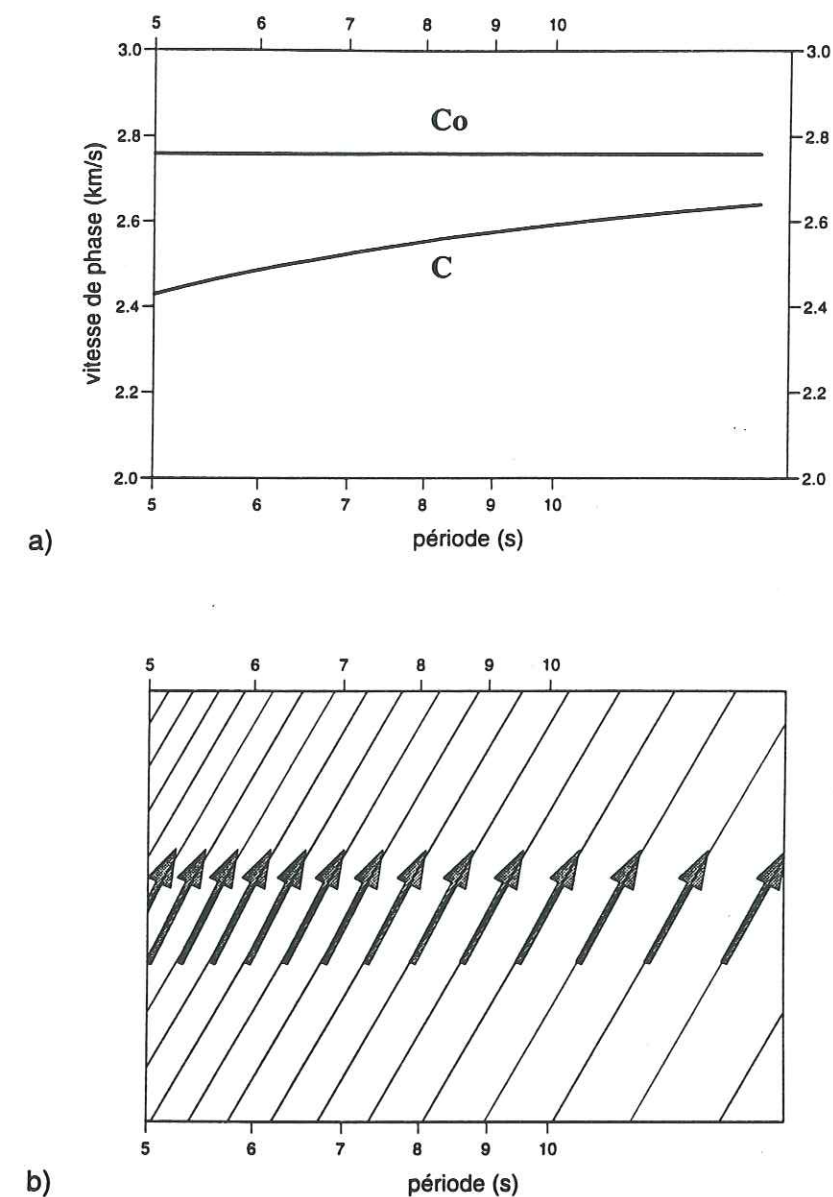 5 6 7 8 9 10
3.0 3.0
Co
2.8 2.8
2.6 2.6
C
2.4 2.4
2.2 2.2
2.0 2.0
5 6 7 8 9 10
vitesse de phase (km/s)
a) période (s)
5 6 7 8 9 10
5 6 7 8 9 10
b) période (s)